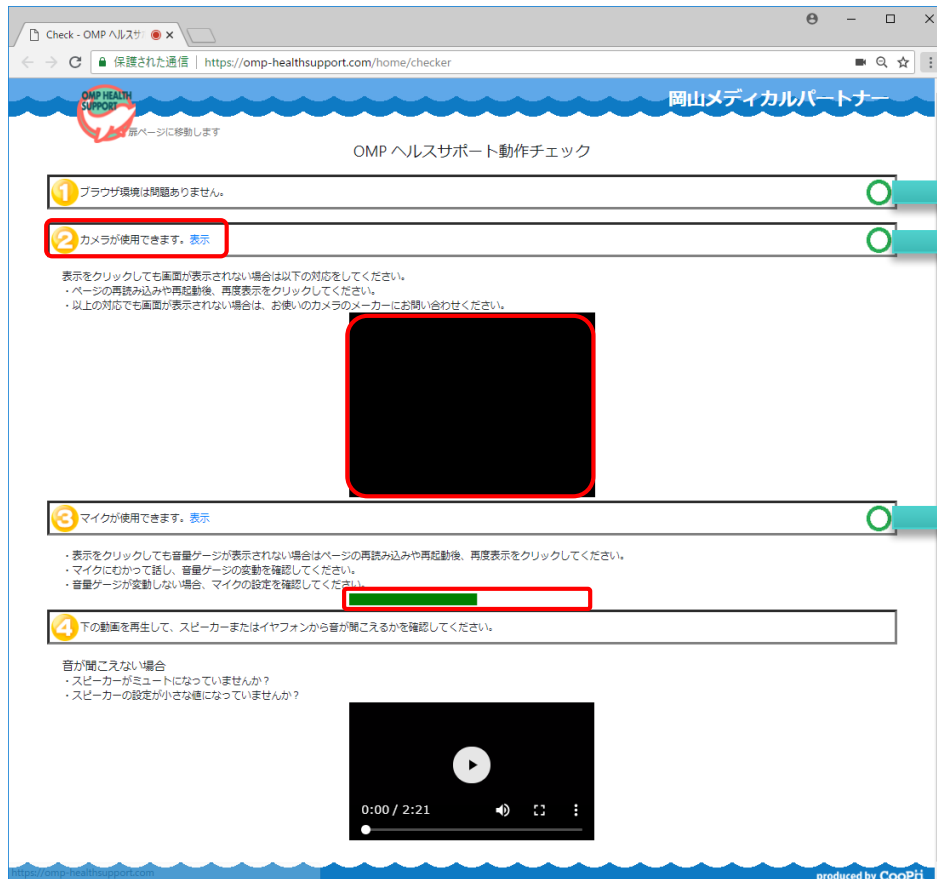 Check - OMP ヘルスサ
保護された通信 | https://omp-healthsupport.com/home/checker
OMP HEALTH
SUPPORT
岡山メディカルパートナー
扉ページに移動します
OMP ヘルスサポート動作チェック
1 ブラウザ環境は問題ありません。
2 カメラが使用できます。表示
表示をクリックしても画面が表示されない場合は以下の対応をしてください。
・ページの再読み込みや再起動後、再度表示をクリックしてください。
・以上の対応でも画面が表示されない場合は、お使いのカメラのメーカーにお問い合わせください。
3 マイクが使用できます。表示
・表示をクリックしても音量ゲージが表示されない場合はページの再読み込みや再起動後、再度表示をクリックしてください。
・マイクにむかって話し、音量ゲージの変動を確認してください。
・音量ゲージが変動しない場合、マイクの設定を確認してください。
4 下の動画を再生して、スピーカーまたはイヤフォンから音が聞こえるかを確認してください。
音が聞こえない場合
・スピーカーがミュートになっていませんか？
・スピーカーの設定が小さな値になっていませんか？
0:00 / 2:21
https://omp-healthsupport.com
produced by CooPii